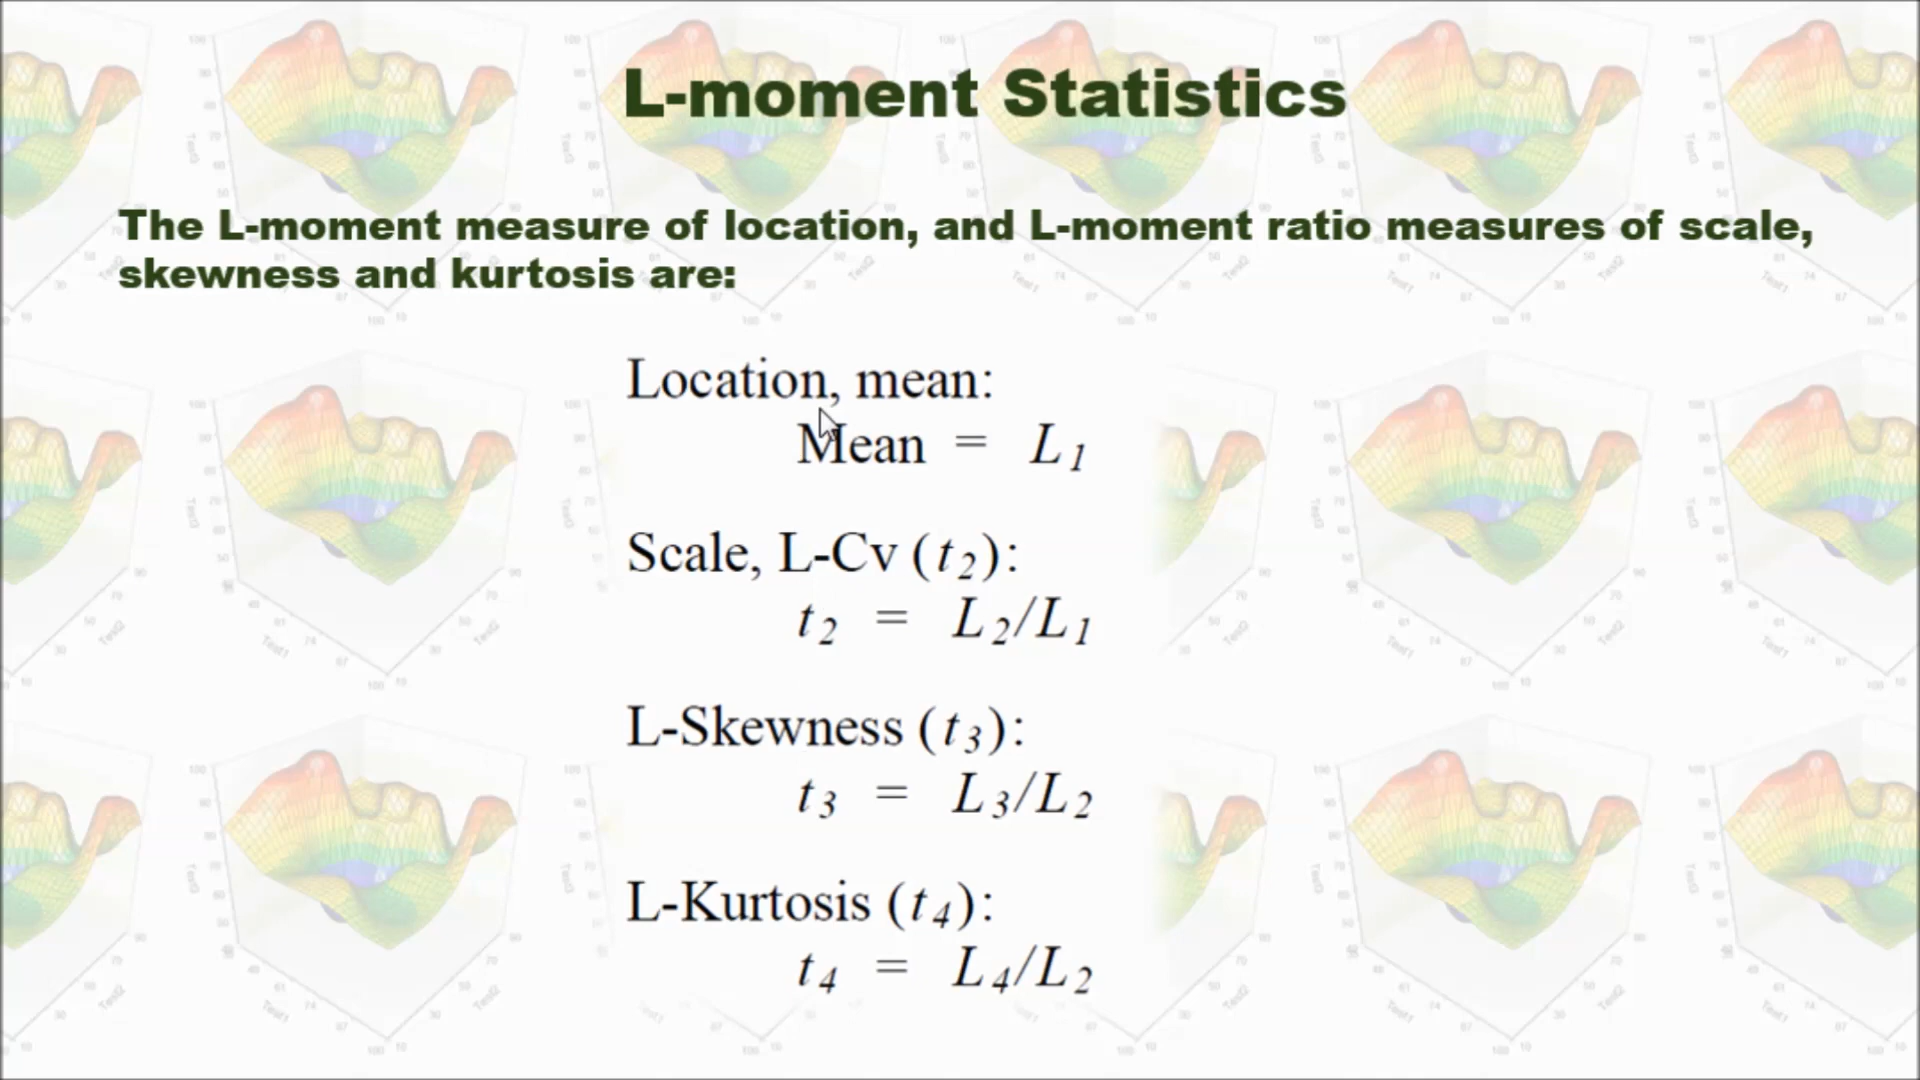 L-moment Statistics
The L-moment measure of location, and L-moment ratio measures of scale,
skewness and kurtosis are:
Location, mean:
Mean = L1
Scale, L-Cv (t2):
t2 = L2/L1
L-Skewness (t3):
t3 = L3/L2
L-Kurtosis (t4):
t4 = L4/L2